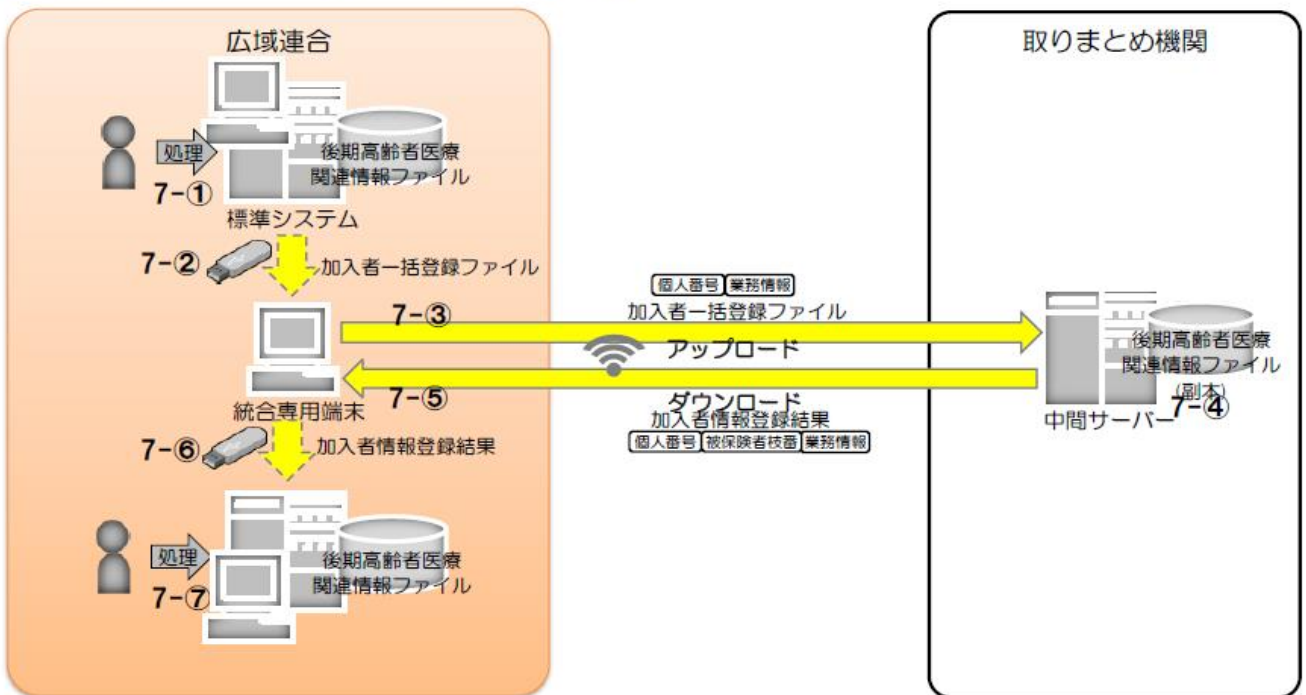 広域連合
処理
7-①
後期高齢者医療
関連情報ファイル
標準システム
7-②
加入者一括登録ファイル
統合専用端末
7-⑥
加入者情報登録結果
処理
7-⑦
後期高齢者医療
関連情報ファイル
個人番号 業務情報
加入者一括登録ファイル
7-③
アップロード
7-⑤
ダウンロード
加入者情報登録結果
個人番号 被保険者枝番 業務情報
取りまとめ機関
後期高齢者医療
関連情報ファイル
(副本)
7-④
中間サーバー